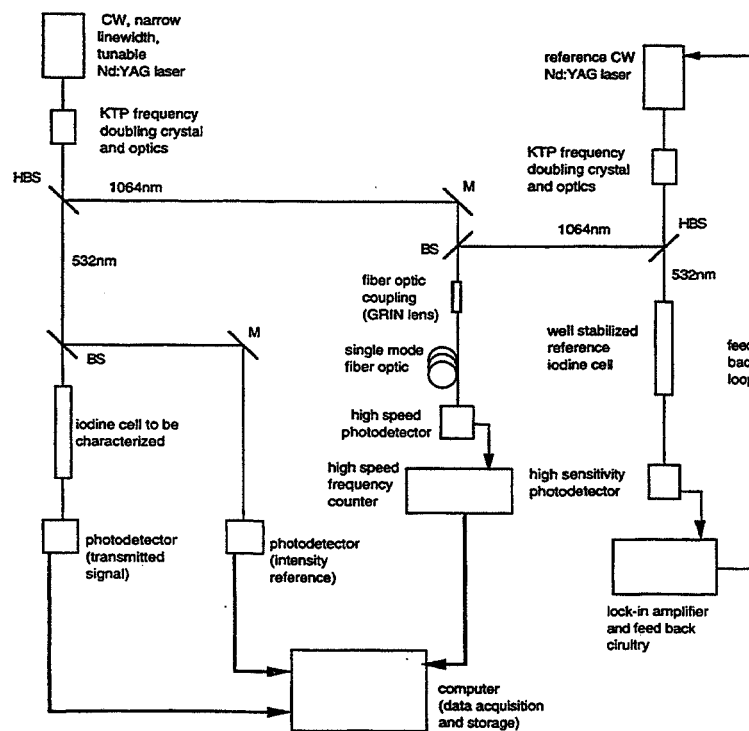 CW, narrow
linewidth,
tunable
Nd:YAG laser
KTP frequency
doubling crystal
and optics
HBS
1064nm
M
532nm
BS
M
iodine cell to be
characterized
photodetector
(transmitted
signal)
photodetector
(intensity
reference)
BS
fiber optic
coupling
(GRIN lens)
single mode
fiber optic
high speed
photodetector
high speed
frequency
counter
computer
(data acquisition
and storage)
reference CW
Nd:YAG laser
KTP frequency
doubling crystal
and optics
1064nm
HBS
532nm
well stabilized
reference
iodine cell
high sensitivity
photodetector
lock-in amplifier
and feed back
ciruitry
feed
back
loop